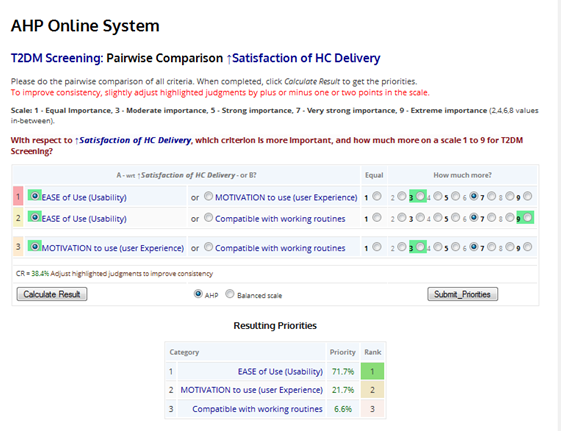 AHP Online System
T2DM Screening: Pairwise Comparison ↑Satisfaction of HC Delivery
Please do the pairwise comparison of all criteria. When completed, click Calculate Result to get the priorities.
To improve consistency, slightly adjust highlighted judgments by plus or minus one or two points in the scale.
Scale: 1 - Equal Importance, 3 - Moderate importance, 5 - Strong importance, 7 - Very strong importance, 9 - Extreme importance (2,4,6,8 values
in-between).
With respect to ↑Satisfaction of HC Delivery, which criterion is more important, and how much more on a scale 1 to 9 for T2DM
Screening?
A - wrt ↑Satisfaction of HC Delivery - or B? Equal How much more?
1 EASE of Use (Usability) or MOTIVATION to use (user Experience) 1 2 3 4 5 6 7 8 9
2 EASE of Use (Usability) or Compatible with working routines 1 2 3 4 5 6 7 8 9
3 MOTIVATION to use (user Experience) or Compatible with working routines 1 2 3 4 5 6 7 8 9
CR = 38.4% Adjust highlighted judgments to improve consistency
Calculate Result AHP Balanced scale Submit_Priorities
Resulting Priorities
Category Priority Rank
1 EASE of Use (Usability) 71.7% 1
2 MOTIVATION to use (user Experience) 21.7% 2
3 Compatible with working routines 6.6% 3